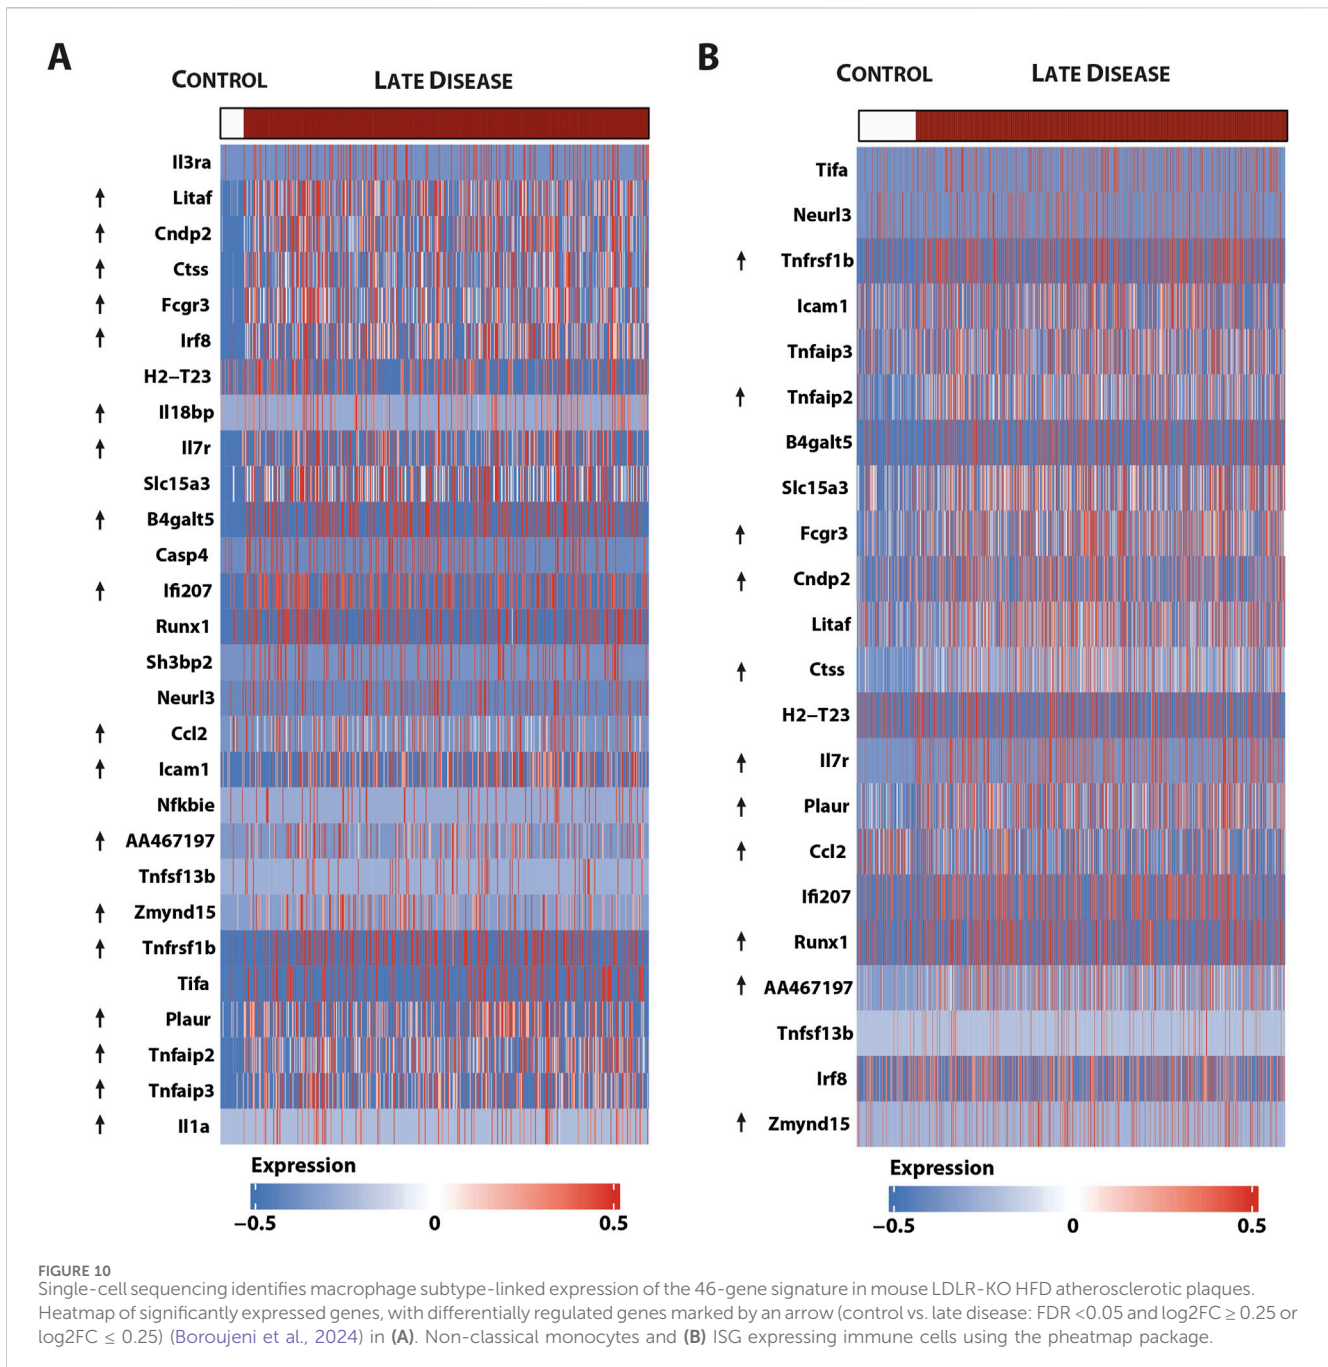 A
CONTROL LATE DISEASE
Il3ra
↑ Litaf
↑ Cndp2
↑ Ctss
↑ Fcgr3
↑ Irf8
H2−T23
↑ Il18bp
↑ Il7r
Slc15a3
↑ B4galt5
Casp4
↑ Ifi207
Runx1
Sh3bp2
Neurl3
↑ Ccl2
↑ Icam1
Nfkbie
↑ AA467197
Tnfsf13b
↑ Zmynd15
↑ Tnfrsf1b
Tifa
↑ Plaur
↑ Tnfaip2
↑ Tnfaip3
↑ Il1a
Expression
−0.5 0 0.5
B
CONTROL LATE DISEASE
Tifa
Neurl3
↑ Tnfrsf1b
Icam1
Tnfaip3
↑ Tnfaip2
B4galt5
Slc15a3
↑ Fcgr3
↑ Cndp2
Litaf
↑ Ctss
H2−T23
↑ Il7r
↑ Plaur
↑ Ccl2
Ifi207
↑ Runx1
↑ AA467197
Tnfsf13b
Irf8
↑ Zmynd15
Expression
−0.5 0 0.5
FIGURE 10
Single-cell sequencing identifies macrophage subtype-linked expression of the 46-gene signature in mouse LDLR-KO HFD atherosclerotic plaques.
Heatmap of significantly expressed genes, with differentially regulated genes marked by an arrow (control vs. late disease: FDR <0.05 and log2FC ≥ 0.25 or
log2FC ≤ 0.25) (Boroujeni et al., 2024) in (A). Non-classical monocytes and (B) ISG expressing immune cells using the pheatmap package.